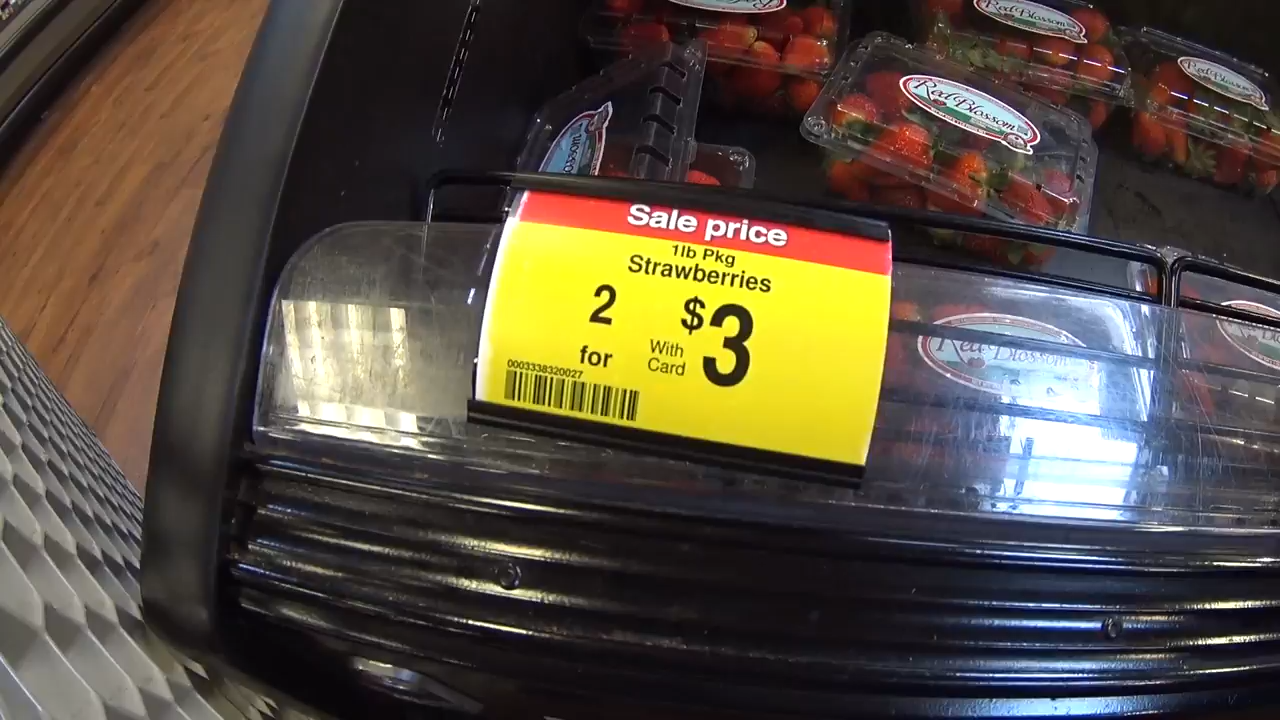 Red Blossom
Red Blossom
Red Blossom
Blossom
Sale price
1lb Pkg
Strawberries
2 for
With Card
$3
0003338320027
Red Blossom